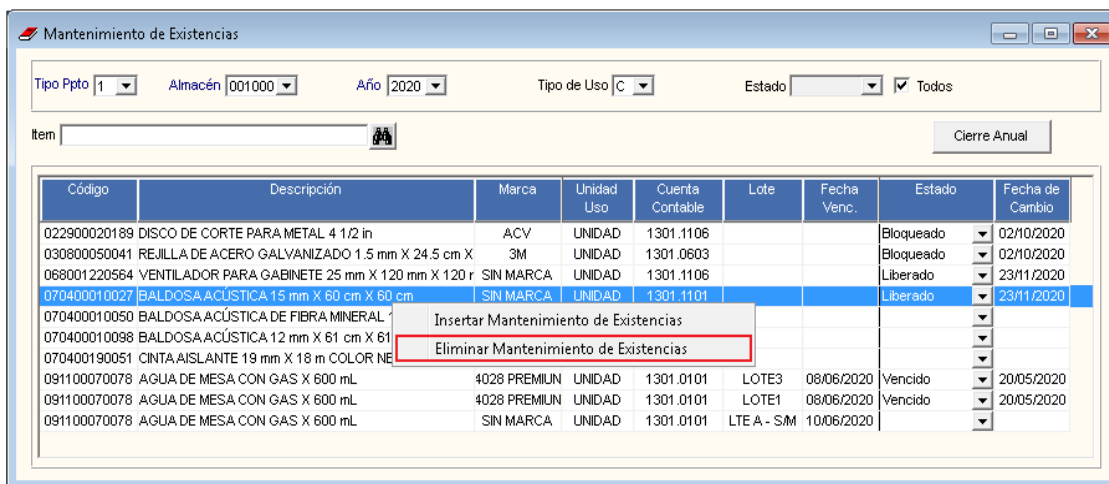 Mantenimiento de Existencias
Tipo Ppto 1 Almacén 001000 Año 2020 Tipo de Uso C Estado Todos
Item Cierre Anual
Código Descripción Marca Unidad Uso Cuenta Contable Lote Fecha Venc. Estado Fecha de Cambio
022900020189 DISCO DE CORTE PARA METAL 4 1/2 in ACV UNIDAD 1301.1106 Bloqueado 02/10/2020
030800050041 REJILLA DE ACERO GALVANIZADO 1.5 mm X 24.5 cm X 3M UNIDAD 1301.0603 Bloqueado 02/10/2020
068001220564 VENTILADOR PARA GABINETE 25 mm X 120 mm X 120 r SIN MARCA UNIDAD 1301.1106 Liberado 23/11/2020
070400010027 BALDOSA ACÚSTICA 15 mm X 60 cm X 60 cm SIN MARCA UNIDAD 1301.1101 Liberado 23/11/2020
070400010050 BALDOSA ACÚSTICA DE FIBRA MINERAL
Insertar Mantenimiento de Existencias
070400010098 BALDOSA ACÚSTICA 12 mm X 61 cm X 61
Eliminar Mantenimiento de Existencias
070400190051 CINTA AISLANTE 19 mm X 18 m COLOR NE
091100070078 AGUA DE MESA CON GAS X 600 mL 4028 PREMIUN UNIDAD 1301.0101 LOTE3 08/06/2020 Vencido 20/05/2020
091100070078 AGUA DE MESA CON GAS X 600 mL 4028 PREMIUN UNIDAD 1301.0101 LOTE1 08/06/2020 Vencido 20/05/2020
091100070078 AGUA DE MESA CON GAS X 600 mL SIN MARCA UNIDAD 1301.0101 LTE A - S/M 10/06/2020